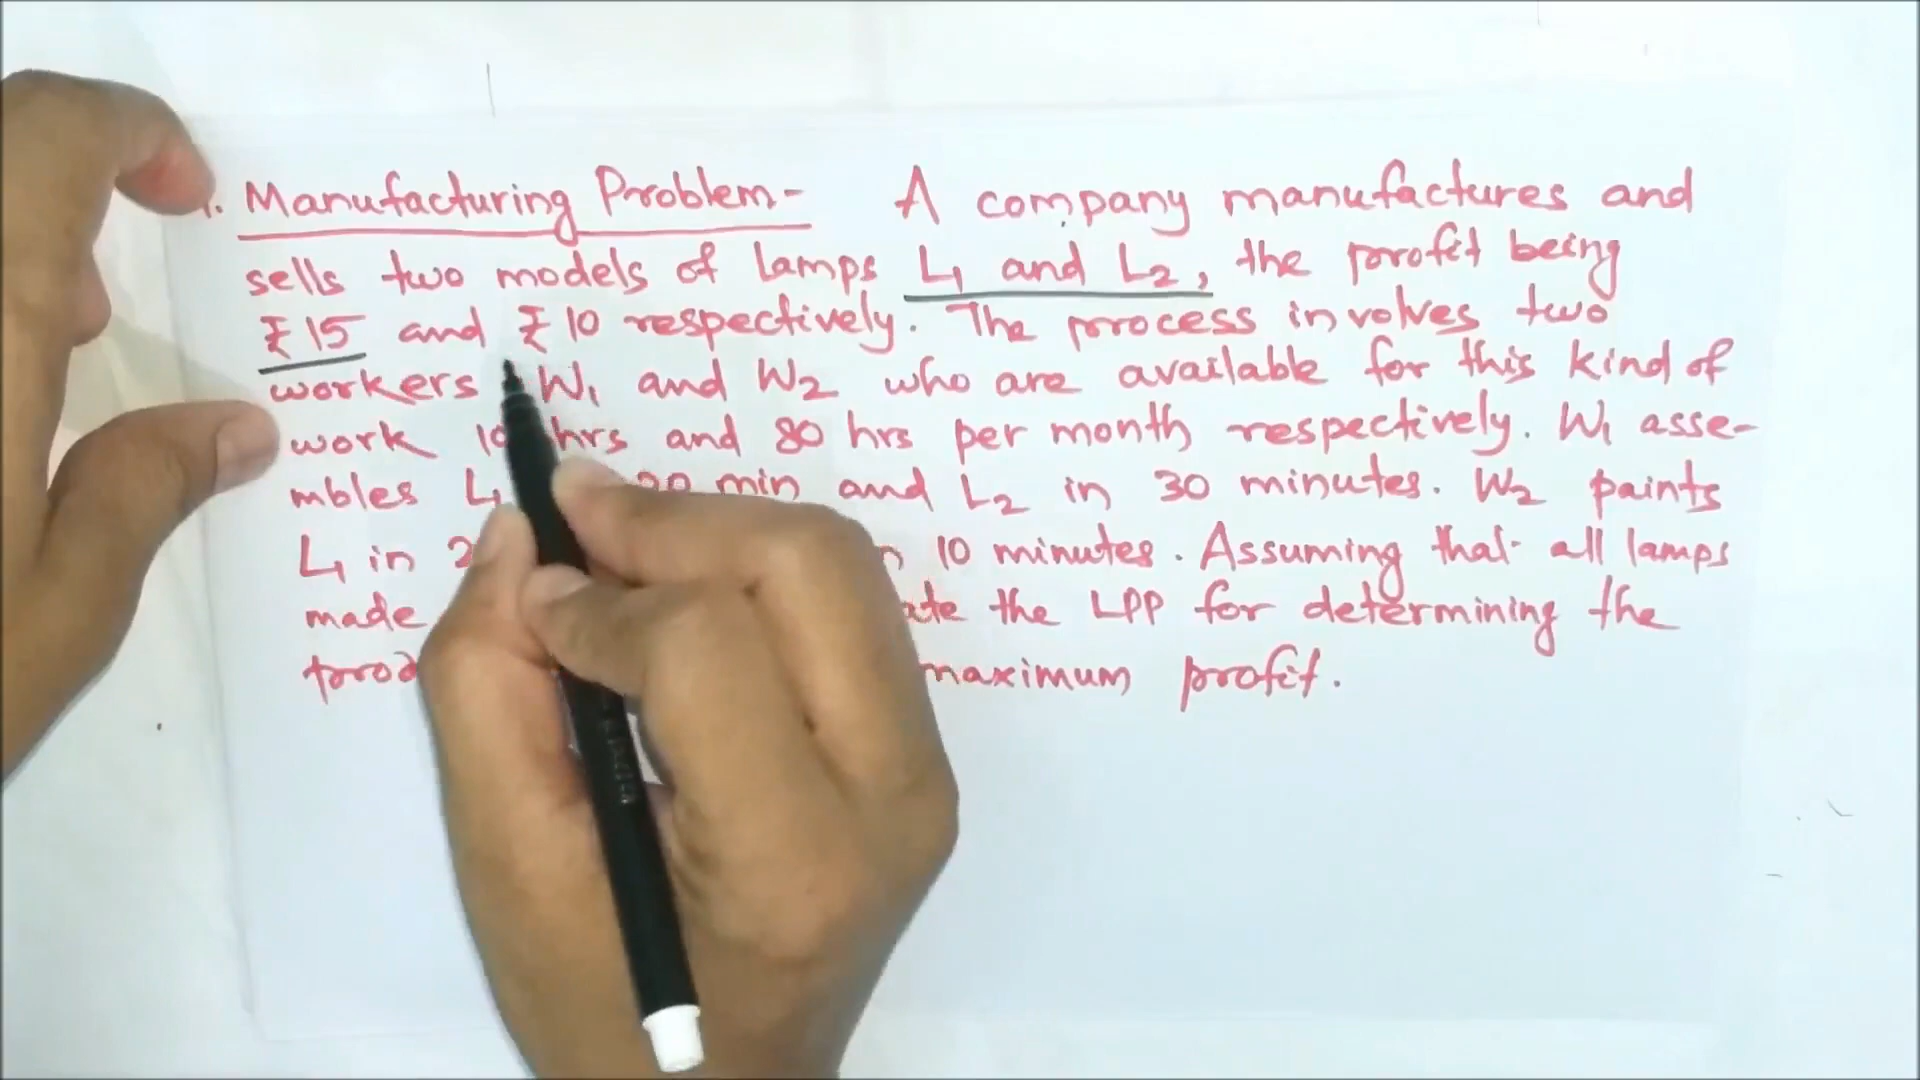 1. Manufacturing Problem- A company manufactures and
sells two models of lamps L1 and L2, the profit being
₹15 and ₹10 respectively. The process involves two
workers W1 and W2 who are available for this kind of
work hrs and 80 hrs per month respectively. W1 asse-
mbles L1 min and L2 in 30 minutes. W2 paints
L1 in 10 minutes. Assuming that all lamps
made the LPP for determining the
maximum profit.